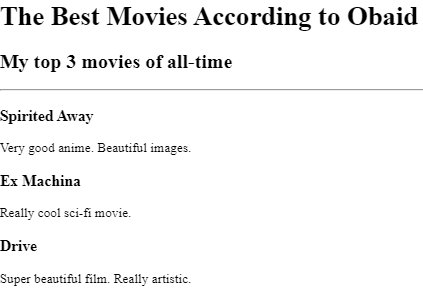 The Best Movies According to Obaid
My top 3 movies of all-time
Spirited Away
Very good anime. Beautiful images.
Ex Machina
Really cool sci-fi movie.
Drive
Super beautiful film. Really artistic.